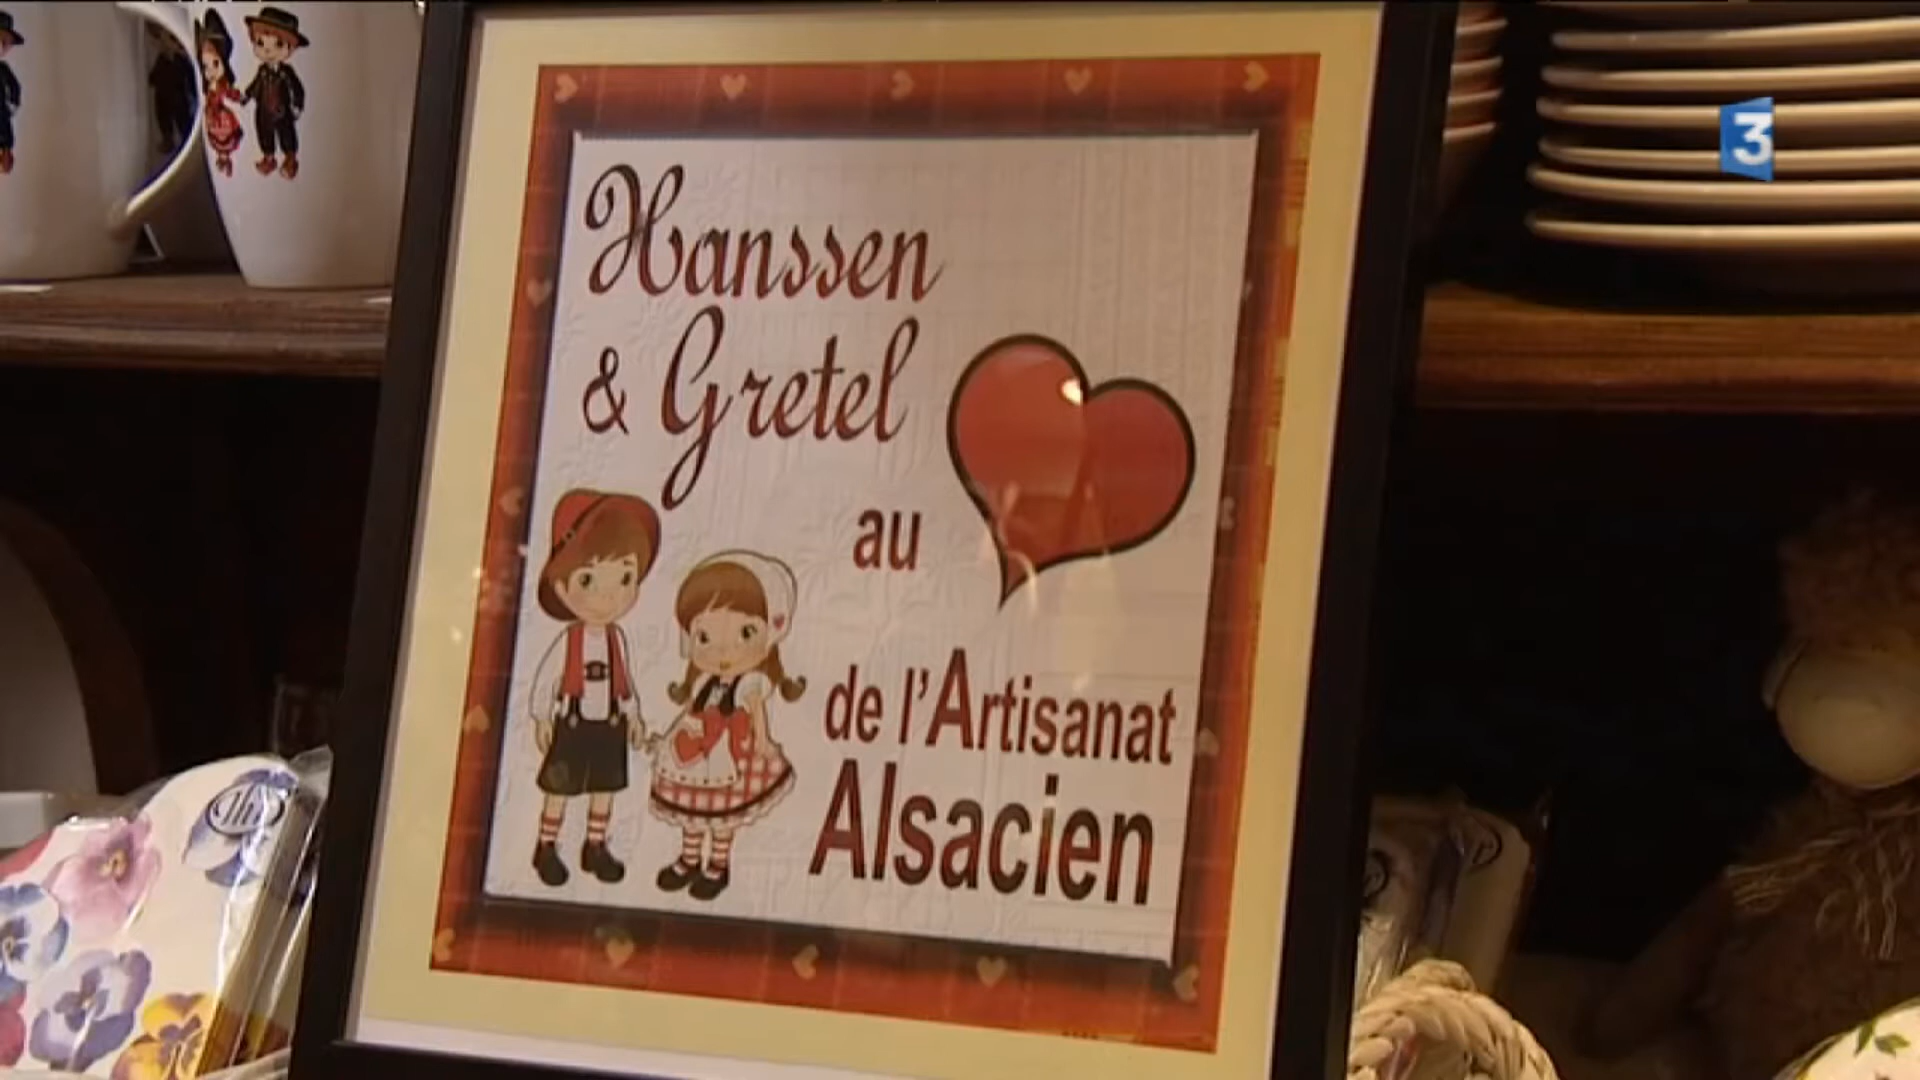 Hanssen
& Gretel
au
de l'Artisanat
Alsacien
3